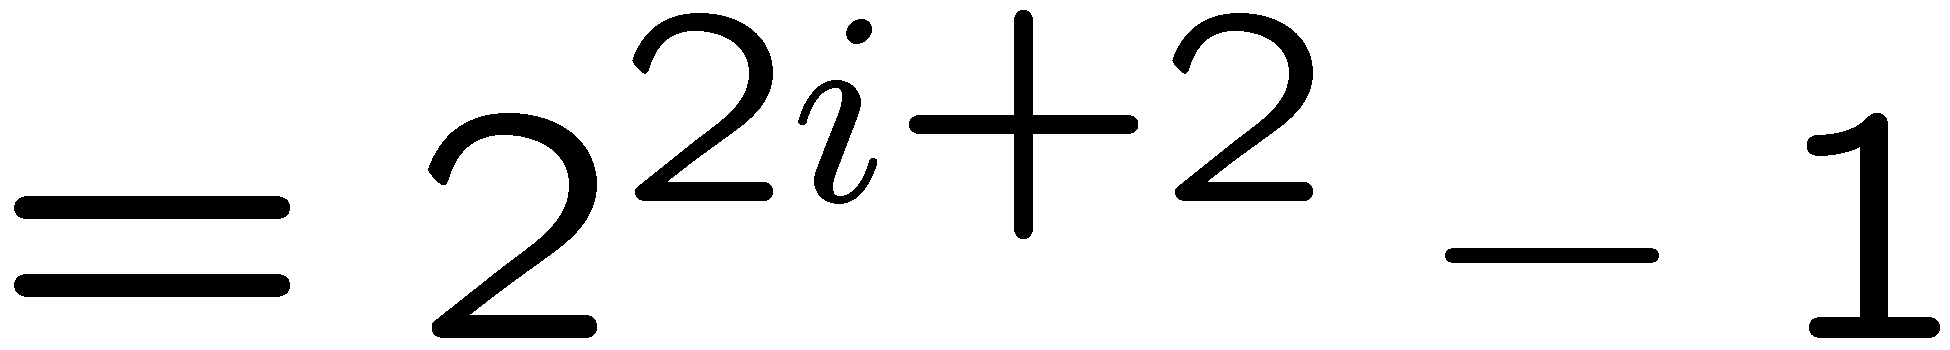 = 2^{2i+2} - 1